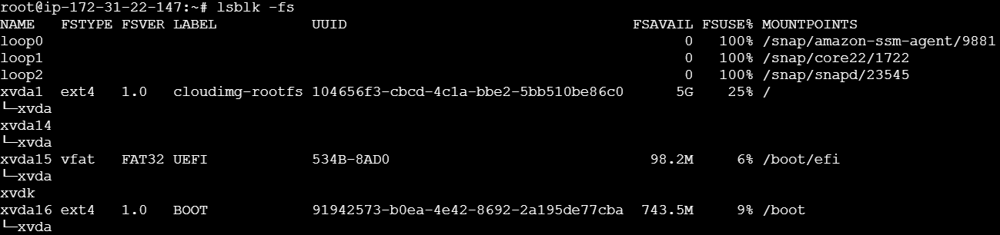 root@ip-172-31-22-147:~# lsblk -fs
NAME   FSTYPE FSVER LABEL           UUID                                 FSAVAIL FSUSE% MOUNTPOINTS
loop0                                                                          0   100% /snap/amazon-ssm-agent/9881
loop1                                                                          0   100% /snap/core22/1722
loop2                                                                          0   100% /snap/snapd/23545
xvda1  ext4   1.0   cloudimg-rootfs 104656f3-cbcd-4c1a-bbe2-5bb510be86c0      5G    25% /
└─xvda
xvda14
└─xvda
xvda15 vfat   FAT32 UEFI            534B-8AD0                              98.2M     6% /boot/efi
└─xvda
xvdk
xvda16 ext4   1.0   BOOT            91942573-b0ea-4e42-8692-2a195de77cba  743.5M     9% /boot
└─xvda